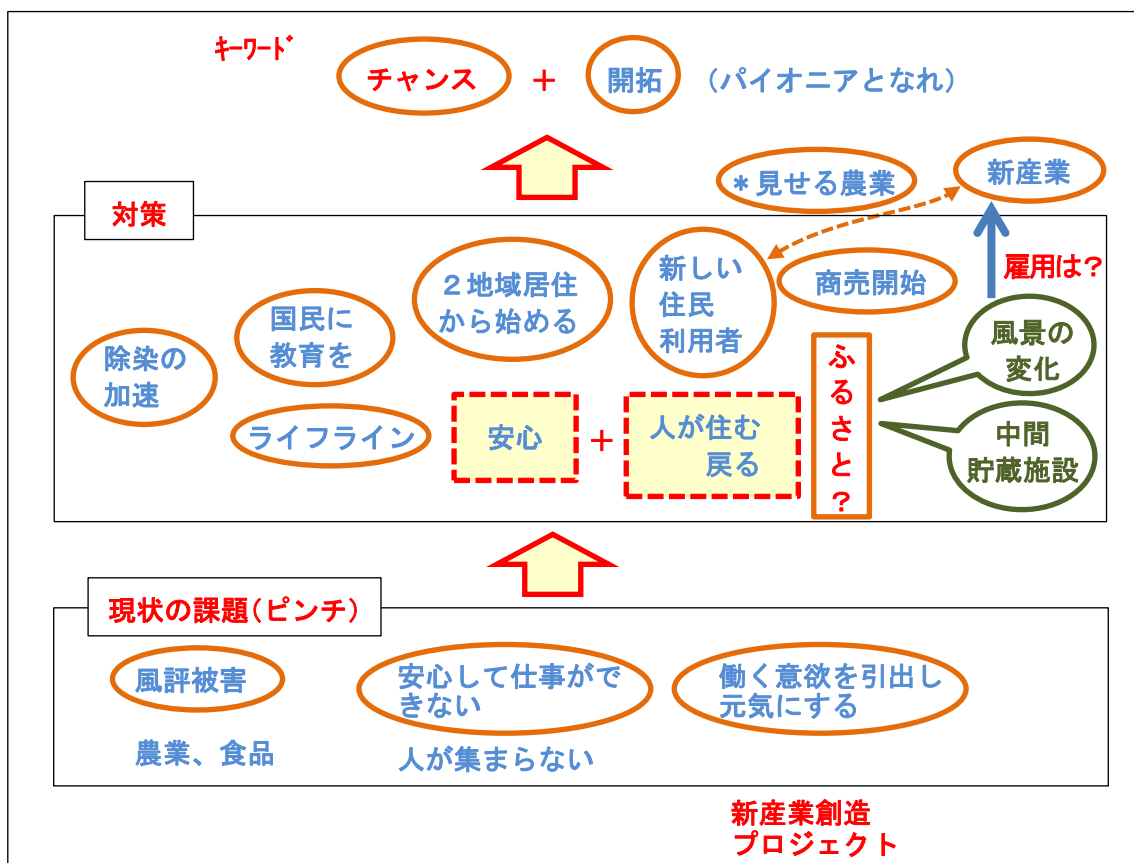 キーワード
チャンス + 開拓 (パイオニアとなれ)
*見せる農業
新産業
対策
雇用は?
除染の
加速
国民に
教育を
2地域居住
から始める
新しい
住民
利用者
商売開始
風景の
変化
ライフライン
安心 +
人が住む
戻る
ふるさと?
中間
貯蔵施設
現状の課題(ピンチ)
風評被害
農業、食品
安心して仕事がで
きない
人が集まらない
働く意欲を引出し
元気にする
新産業創造
プロジェクト